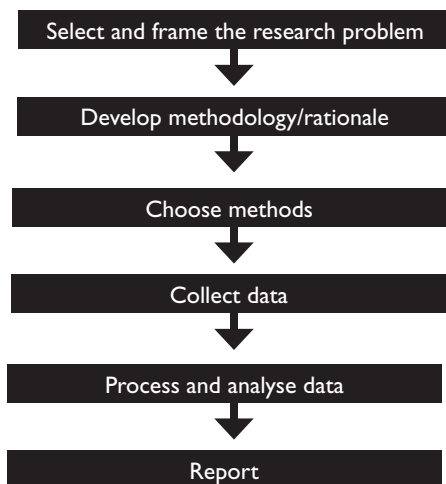 Select and frame the research problem
Develop methodology/rationale
Choose methods
Collect data
Process and analyse data
Report